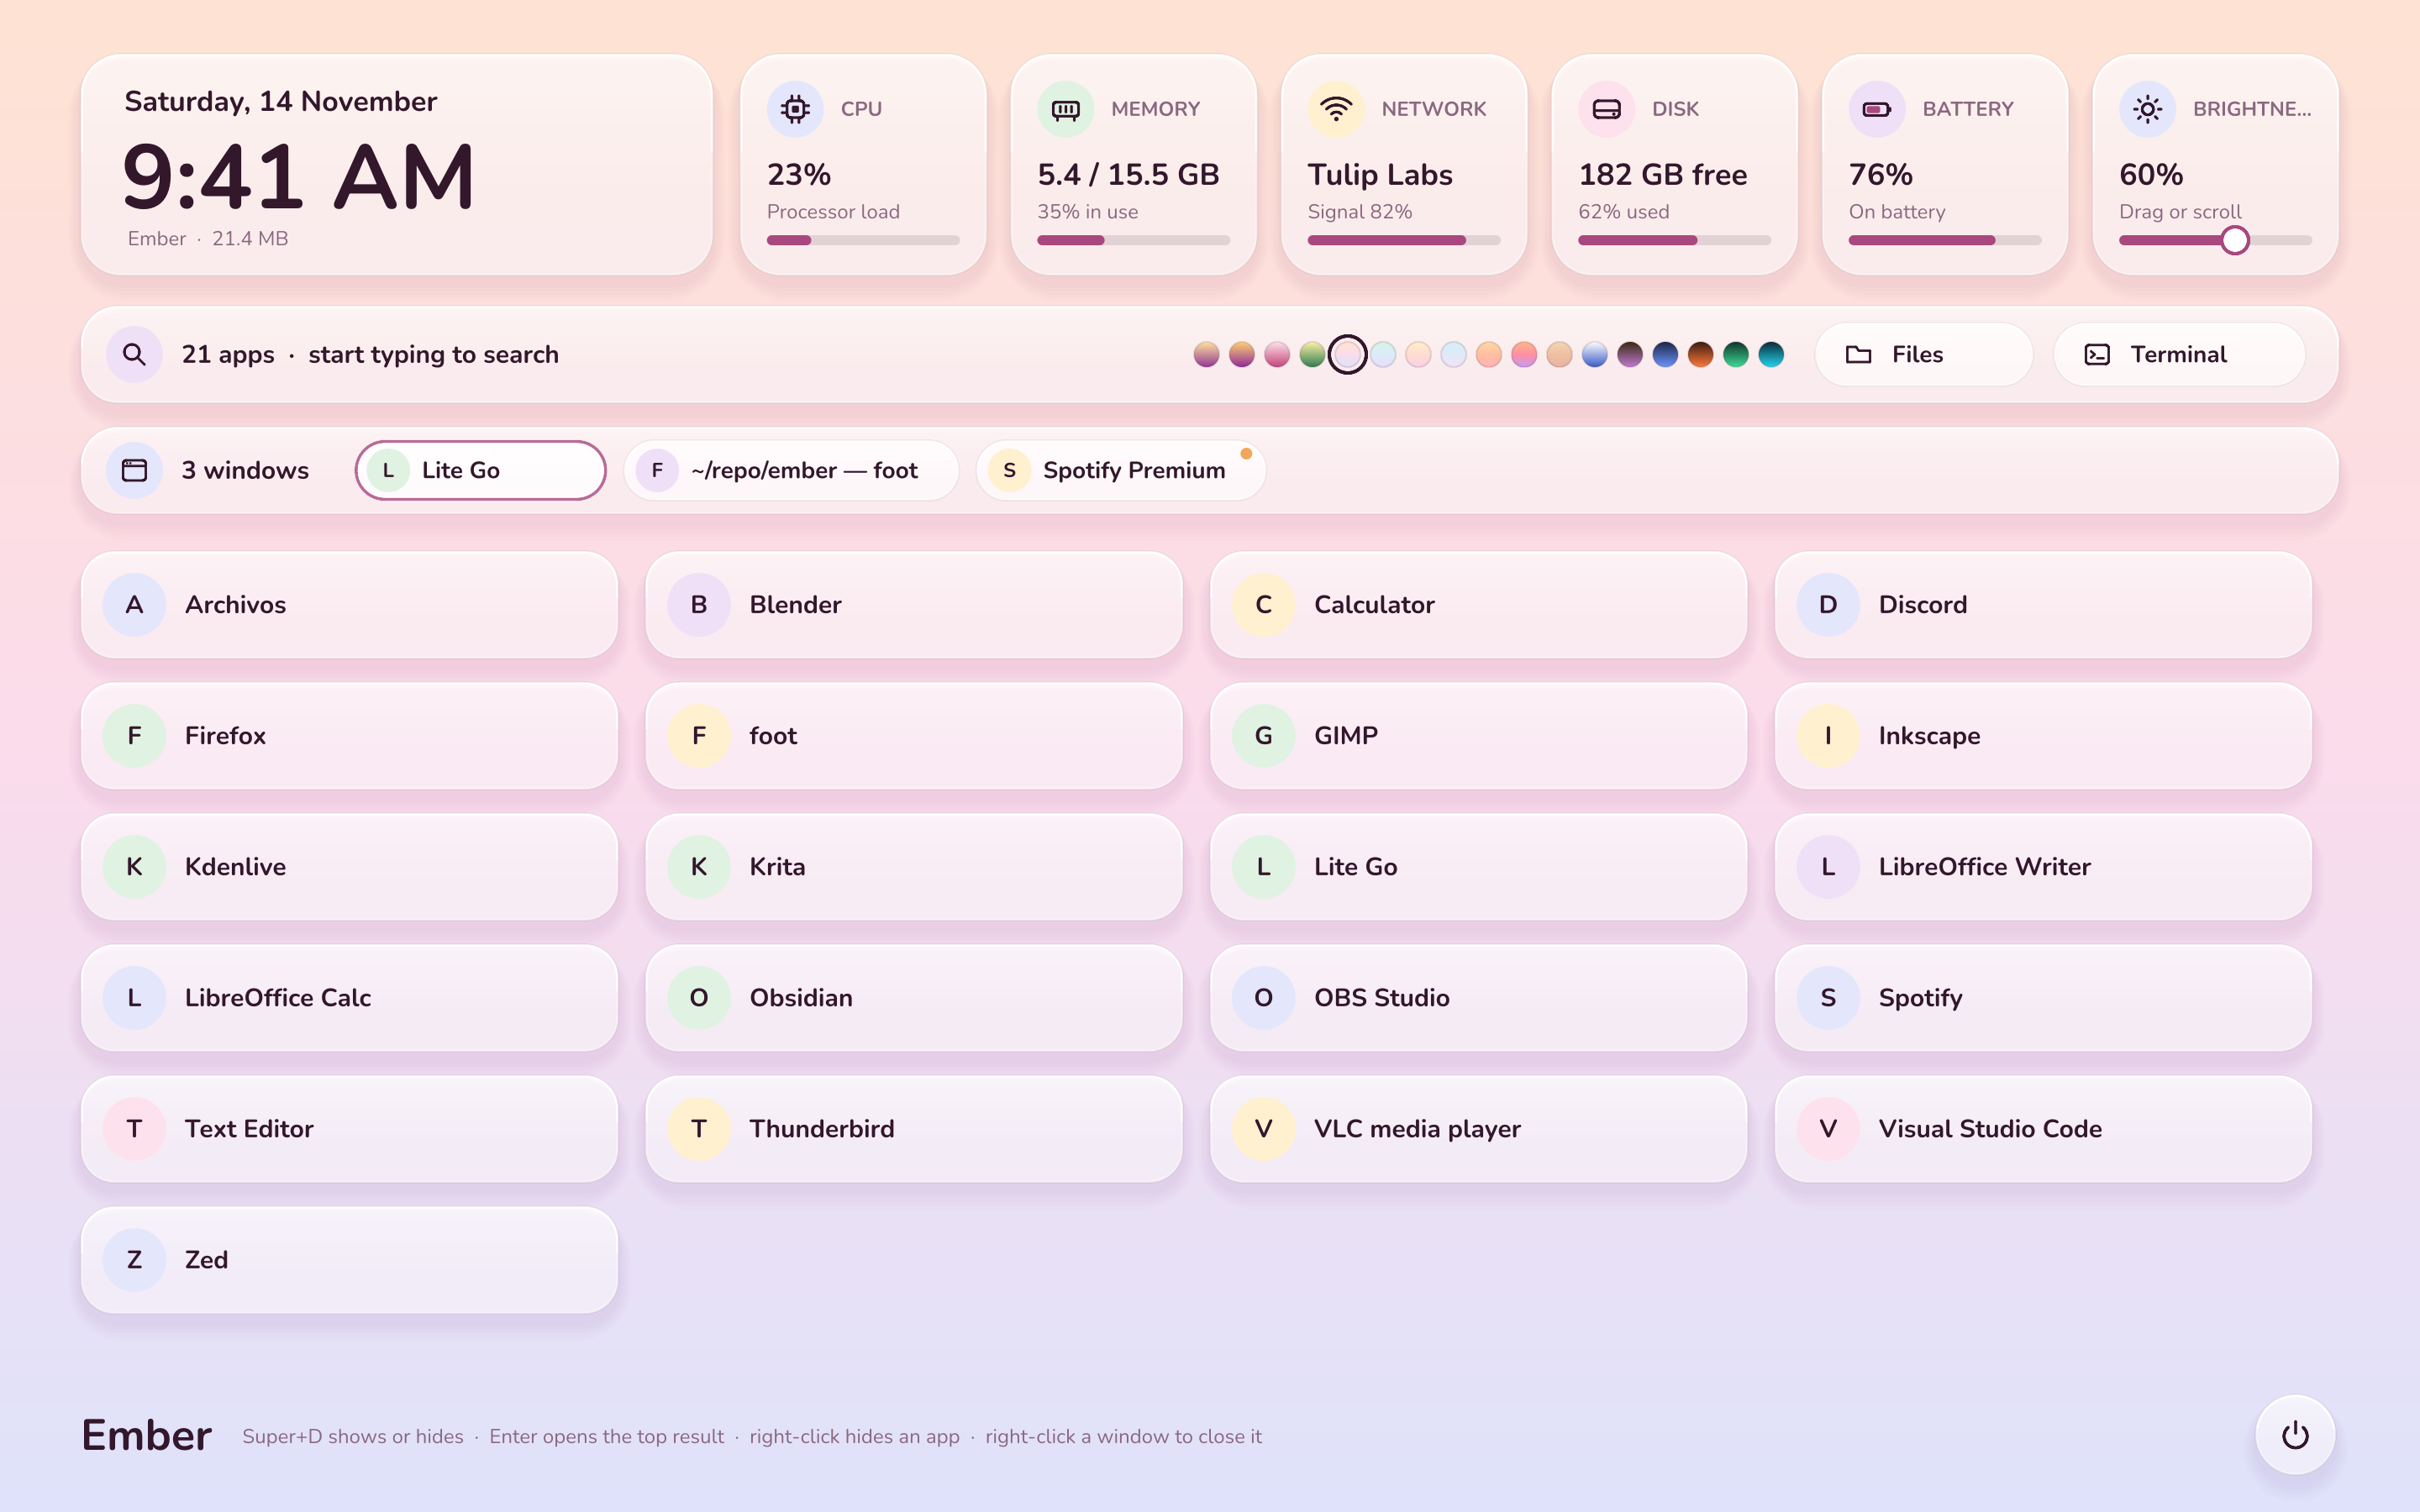 Saturday, 14 November
9:41 AM
Ember · 21.4 MB
CPU
23%
Processor load
MEMORY
5.4 / 15.5 GB
35% in use
NETWORK
Tulip Labs
Signal 82%
DISK
182 GB free
62% used
BATTERY
76%
On battery
BRIGHTNE...
60%
Drag or scroll
21 apps · start typing to search
Files
Terminal
3 windows
L Lite Go
F ~/repo/ember — foot
S Spotify Premium
A Archivos
B Blender
C Calculator
D Discord
F Firefox
F foot
G GIMP
I Inkscape
K Kdenlive
K Krita
L Lite Go
L LibreOffice Writer
L LibreOffice Calc
O Obsidian
O OBS Studio
S Spotify
T Text Editor
T Thunderbird
V VLC media player
V Visual Studio Code
Z Zed
Ember
Super+D shows or hides · Enter opens the top result · right-click hides an app · right-click a window to close it